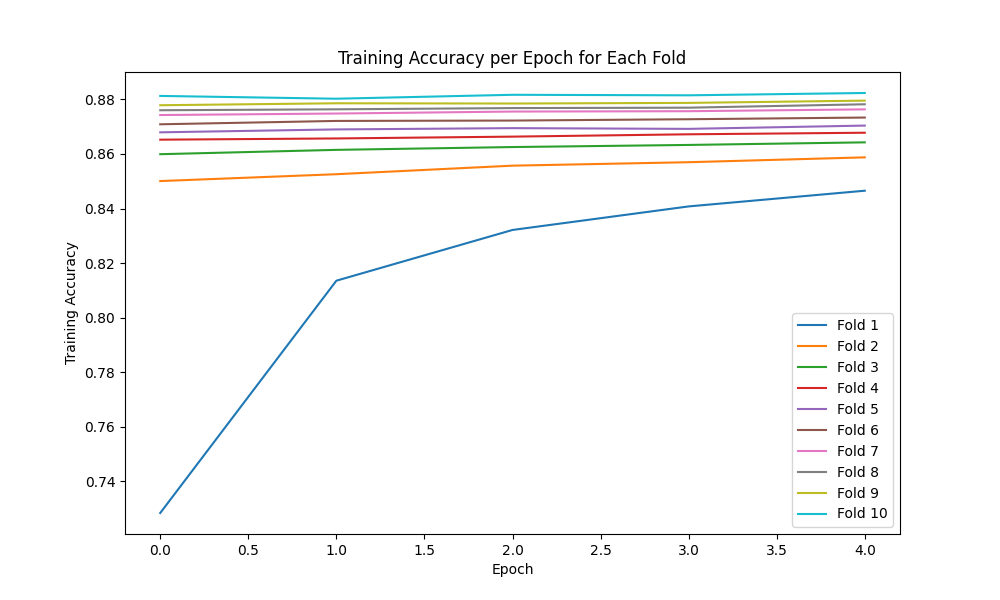 Training Accuracy per Epoch for Each Fold
Training Accuracy
0.88
0.86
0.84
0.82
0.80
0.78
0.76
0.74
0.0 0.5 1.0 1.5 2.0 2.5 3.0 3.5 4.0
Epoch
Fold 1
Fold 2
Fold 3
Fold 4
Fold 5
Fold 6
Fold 7
Fold 8
Fold 9
Fold 10